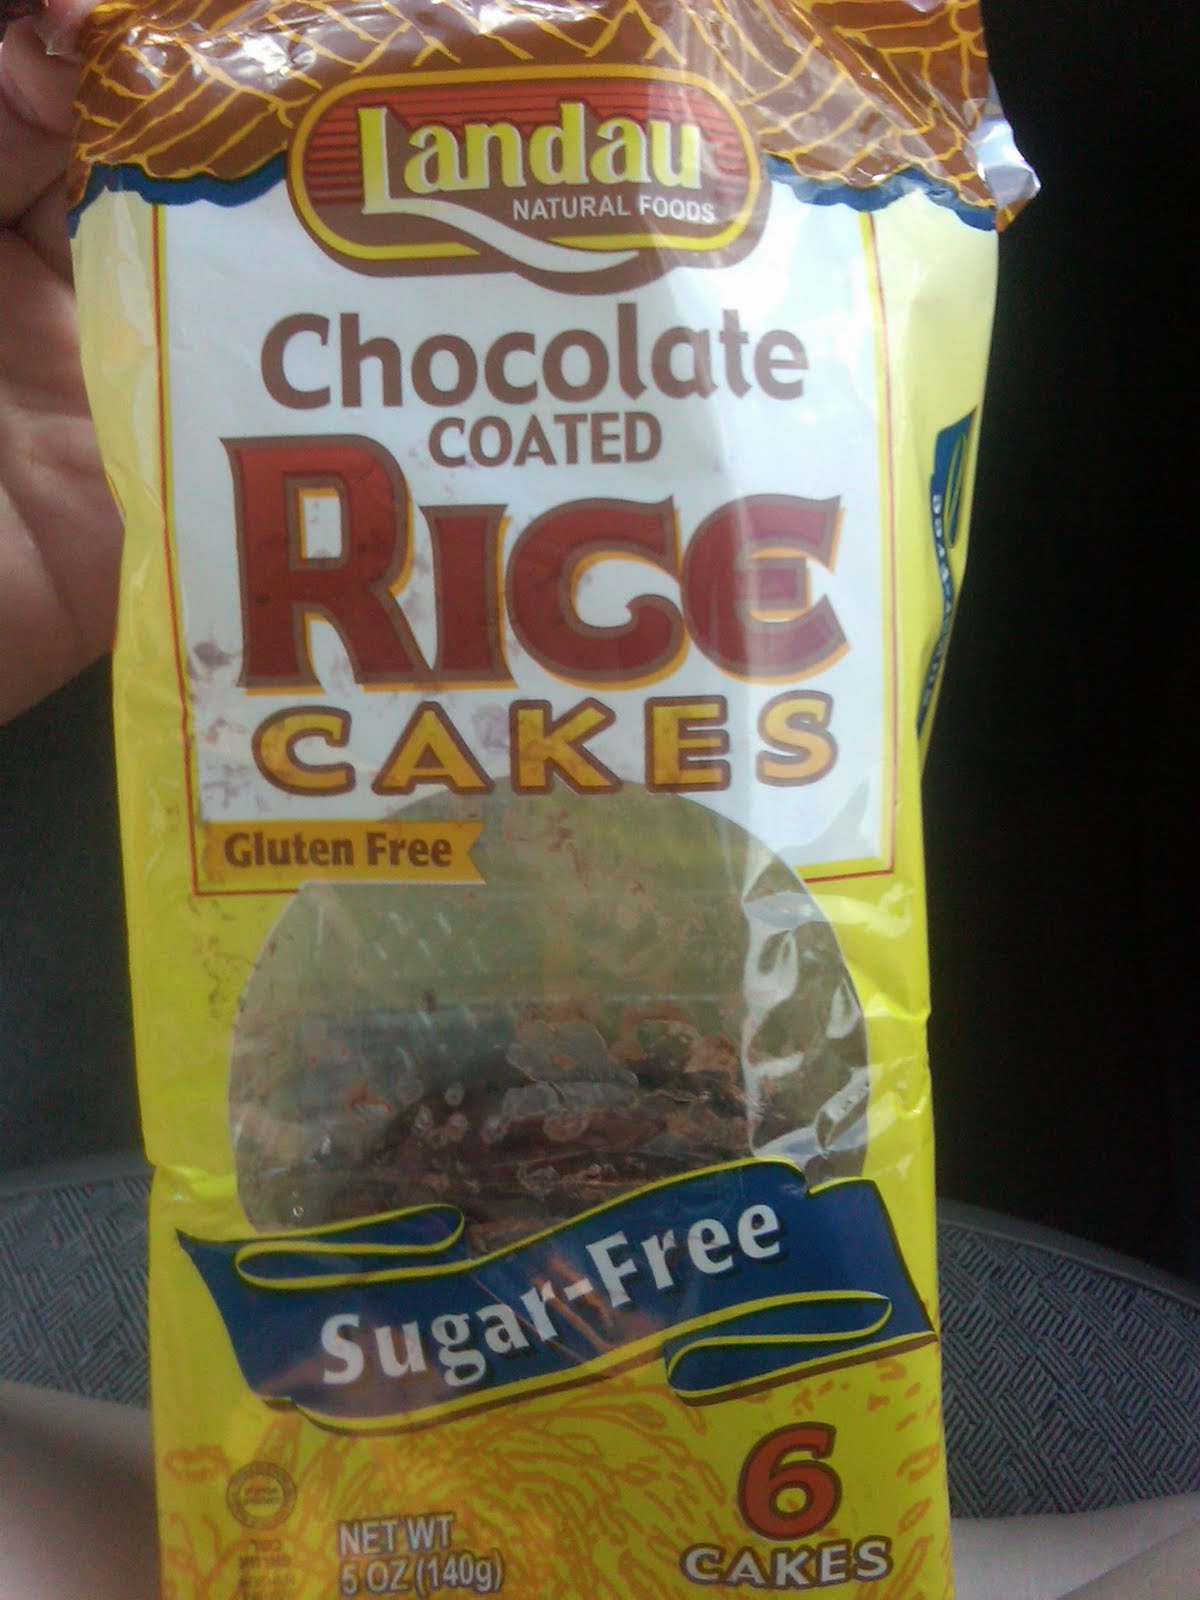 Landau
NATURAL FOODS
Chocolate
COATED
RICE
CAKES
Gluten Free
Sugar-Free
6
CAKES
NET WT
5 OZ (140g)